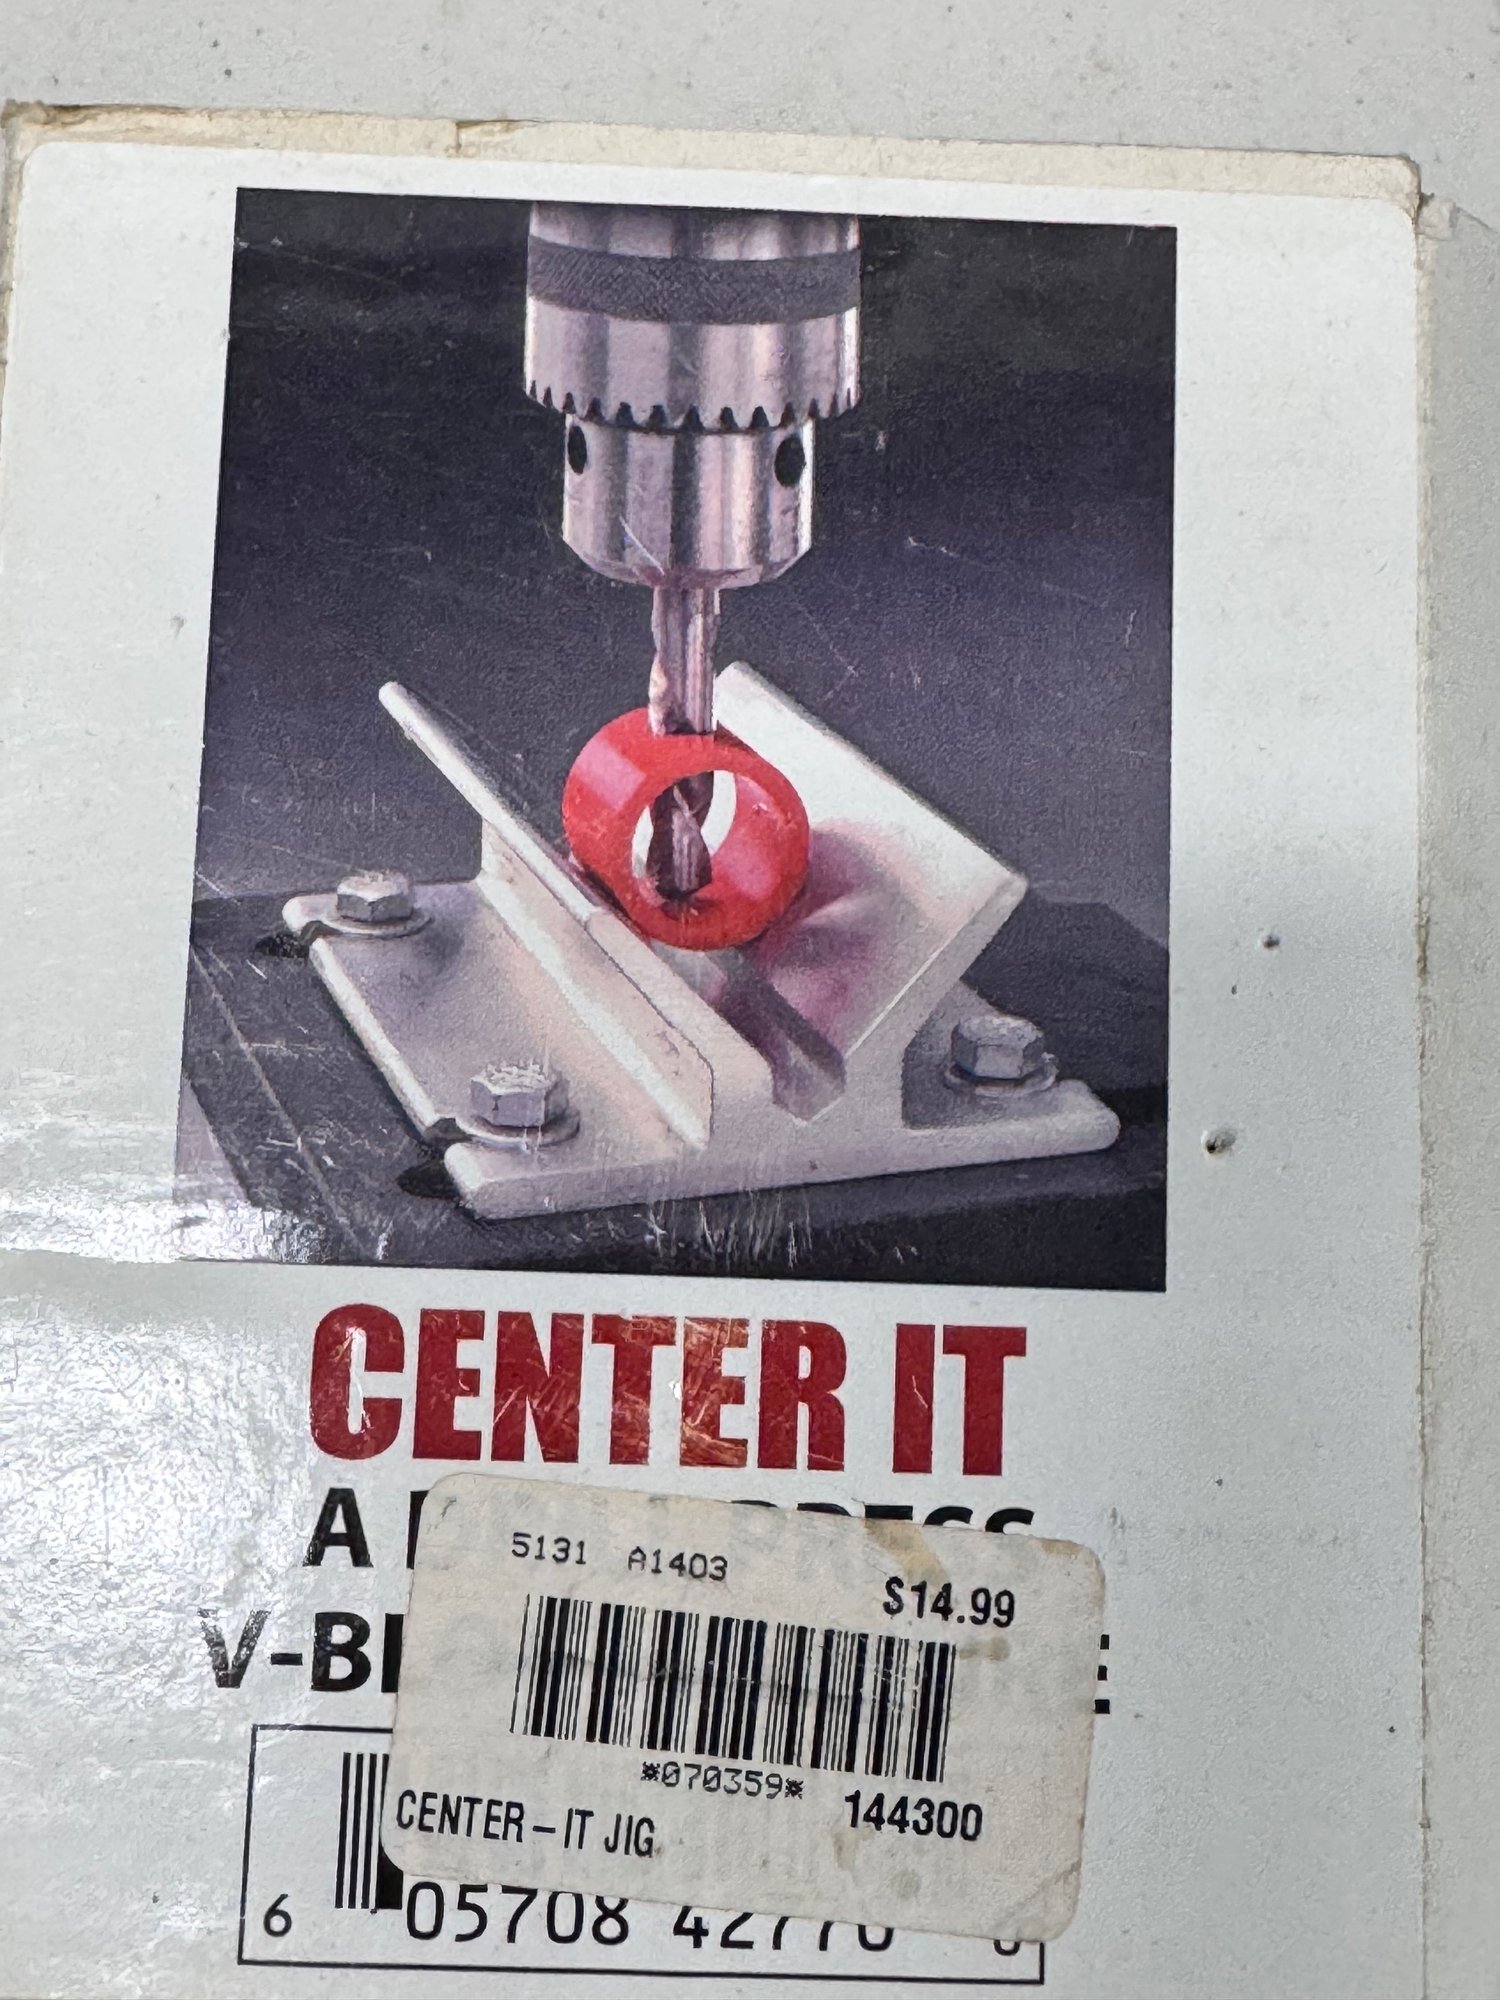 CENTER IT
A
5131 A1403
$14.99
*070359* 144300
CENTER-IT JIG
6 05708